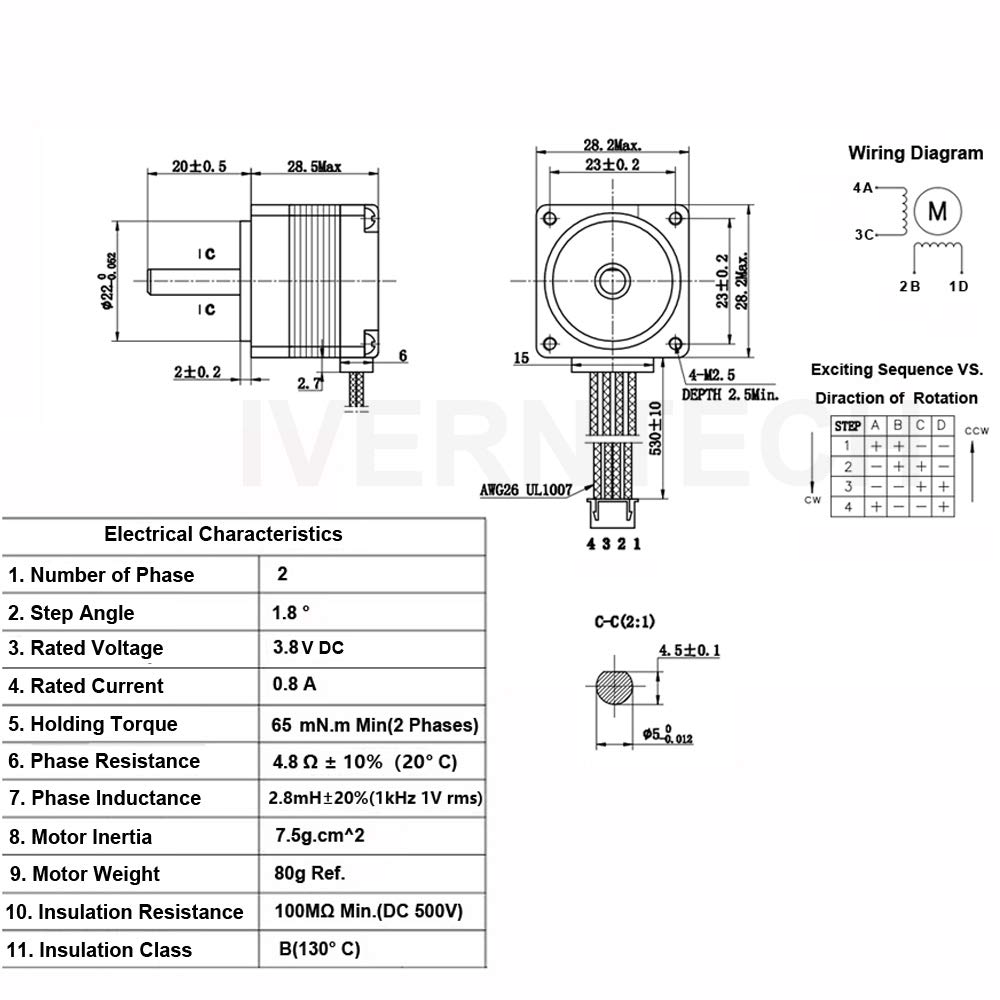 28.2Max.
23±0.2
20±0.5
28.5Max
Wiring Diagram
4A
M
3C
2B
1D
C
C
ϕ22 0 -0.052
23±0.2
28.2Max.
2±0.2
2.7
6
15
4-M2.5
DEPTH 2.5Min.
530±10
AWG26 UL1007
4 3 2 1
Exciting Sequence VS.
Diraction of Rotation
STEP A B C D
1 + + − −
2 − + + −
3 − − + +
4 + − − +
CW
CCW
IVERNTECH
C-C(2:1)
4.5±0.1
ϕ5 0 -0.012
Electrical Characteristics
1. Number of Phase 2
2. Step Angle 1.8 °
3. Rated Voltage 3.8V DC
4. Rated Current 0.8 A
5. Holding Torque 65 mN.m Min(2 Phases)
6. Phase Resistance 4.8 Ω ± 10% (20° C)
7. Phase Inductance 2.8mH±20%(1kHz 1V rms)
8. Motor Inertia 7.5g.cm^2
9. Motor Weight 80g Ref.
10. Insulation Resistance 100MΩ Min.(DC 500V)
11. Insulation Class B(130° C)